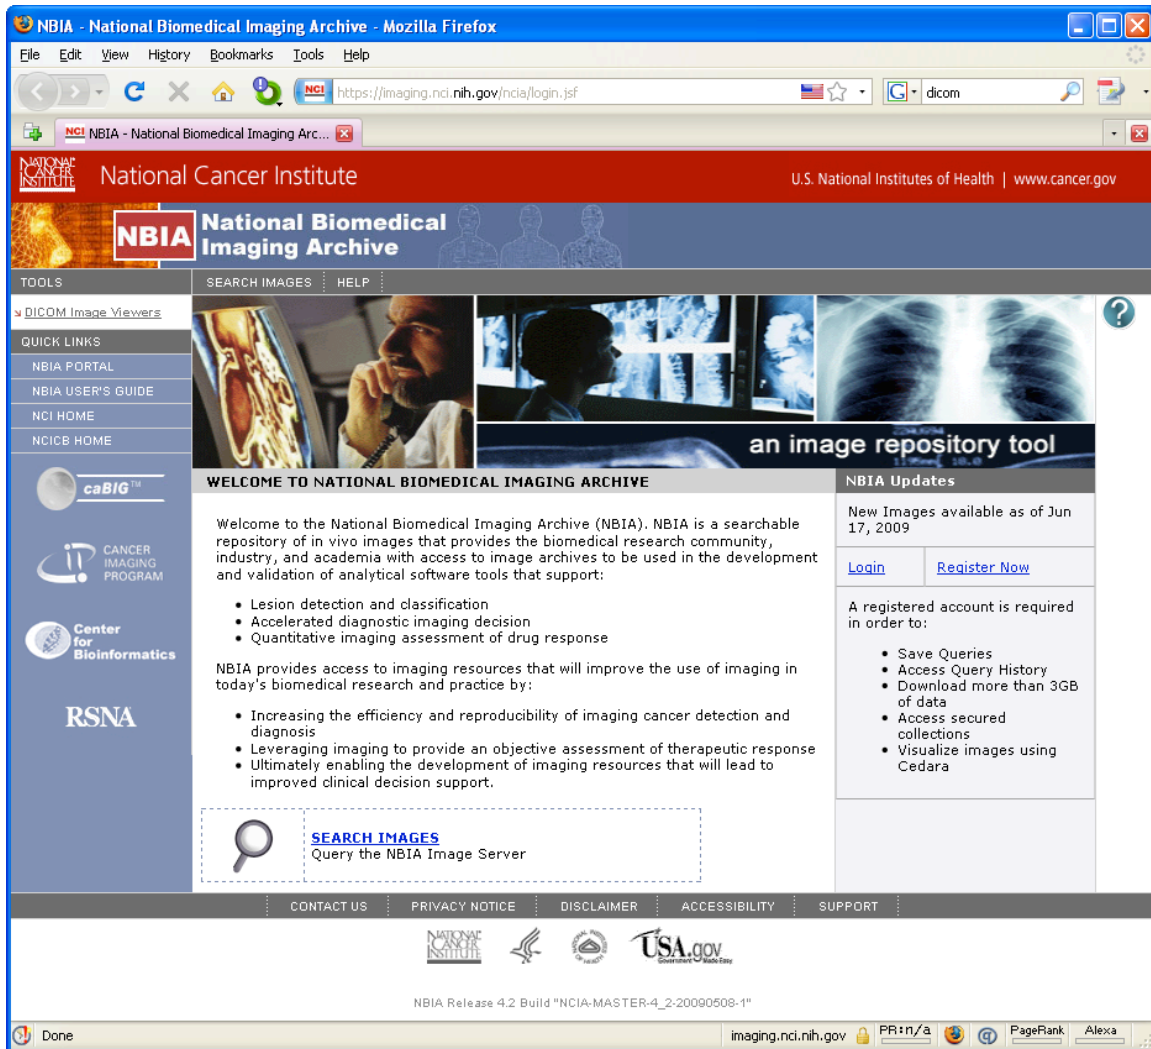 NBIA - National Biomedical Imaging Archive - Mozilla Firefox
File Edit View History Bookmarks Tools Help
NCI https://imaging.nci.nih.gov/ncia/login.jsf G dicom
NCI NBIA - National Biomedical Imaging Arc...
NATIONAL CANCER INSTITUTE National Cancer Institute U.S. National Institutes of Health | www.cancer.gov
NBIA National Biomedical
Imaging Archive
TOOLS SEARCH IMAGES HELP
DICOM Image Viewers
?
QUICK LINKS
NBIA PORTAL
NBIA USER'S GUIDE
NCI HOME
NCICB HOME
caBIG™
CANCER
IMAGING
PROGRAM
Center
for
Bioinformatics
RSNA
an image repository tool
WELCOME TO NATIONAL BIOMEDICAL IMAGING ARCHIVE
Welcome to the National Biomedical Imaging Archive (NBIA). NBIA is a searchable
repository of in vivo images that provides the biomedical research community,
industry, and academia with access to image archives to be used in the development
and validation of analytical software tools that support:
• Lesion detection and classification
• Accelerated diagnostic imaging decision
• Quantitative imaging assessment of drug response
NBIA provides access to imaging resources that will improve the use of imaging in
today's biomedical research and practice by:
• Increasing the efficiency and reproducibility of imaging cancer detection and
diagnosis
• Leveraging imaging to provide an objective assessment of therapeutic response
• Ultimately enabling the development of imaging resources that will lead to
improved clinical decision support.
SEARCH IMAGES
Query the NBIA Image Server
NBIA Updates
New Images available as of Jun
17, 2009
Login Register Now
A registered account is required
in order to:
• Save Queries
• Access Query History
• Download more than 3GB
of data
• Access secured
collections
• Visualize images using
Cedara
CONTACT US PRIVACY NOTICE DISCLAIMER ACCESSIBILITY SUPPORT
NATIONAL CANCER INSTITUTE
USA.gov
Government Made Easy
NBIA Release 4.2 Build "NCIA-MASTER-4_2-20090508-1"
Done imaging.nci.nih.gov PR:n/a PageRank Alexa